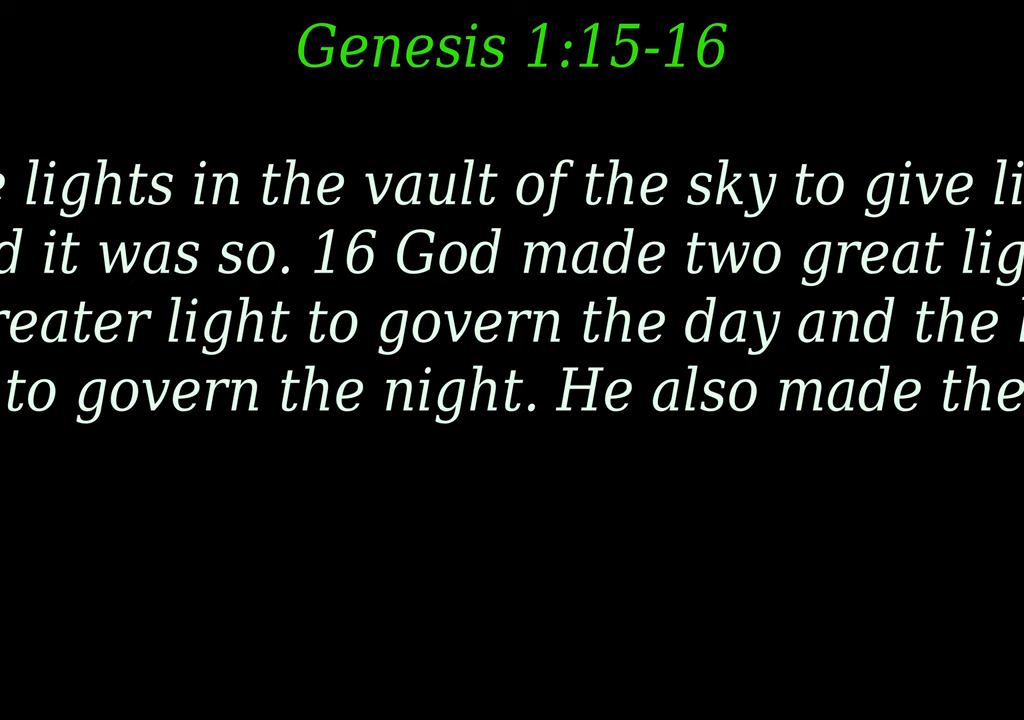 Genesis 1:15-16
lights in the vault of the sky to give
it was so. 16 God made two great
light to govern the day and the
to govern the night. He also made the